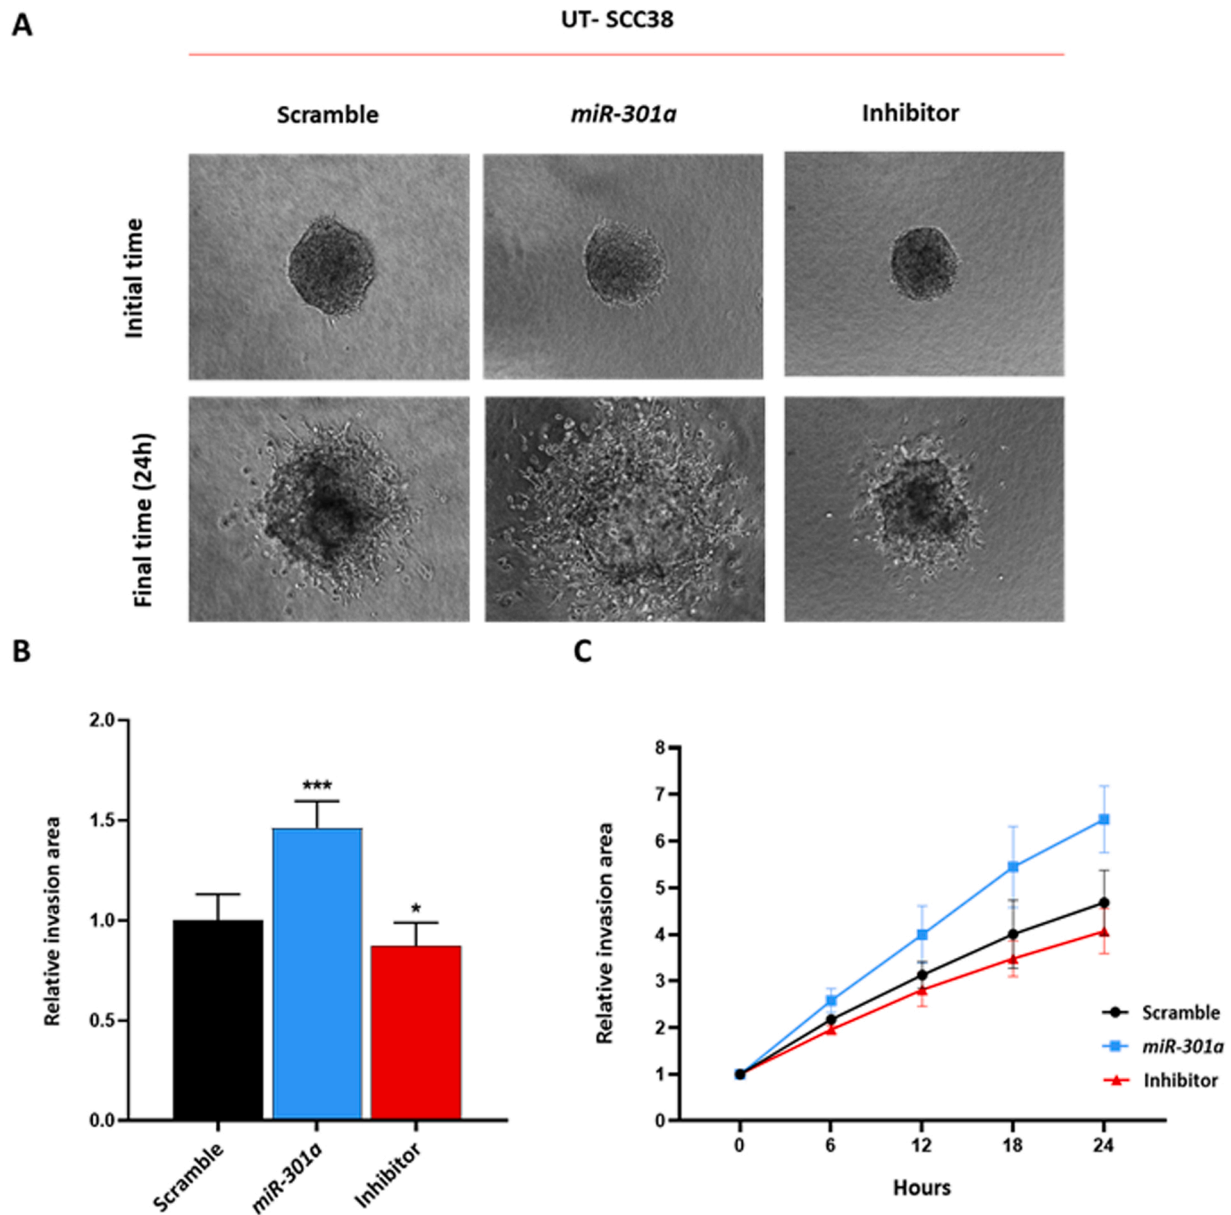 A
UT- SCC38
Scramble
miR-301a
Inhibitor
Initial time
Final time (24h)
B
C
2.0
1.5
1.0
0.5
0.0
Relative invasion area
***
*
Scramble
miR-301a
Inhibitor
8
7
6
5
4
3
2
1
0
Relative invasion area
0
6
12
18
24
Hours
Scramble
miR-301a
Inhibitor